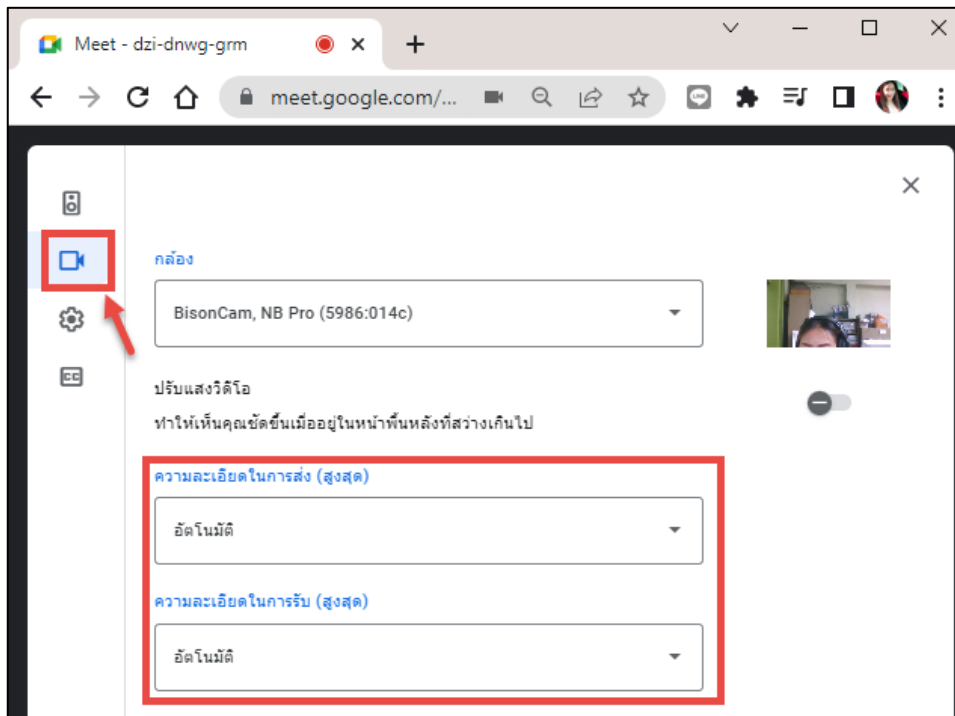 Meet - dzi-dnwg-grm
meet.google.com/...
LINE
กล้อง
BisonCam, NB Pro (5986:014c)
ปรับแสงวิดีโอ
ทำให้เห็นคุณชัดขึ้นเมื่ออยู่ในหน้าพื้นหลังที่สว่างเกินไป
CC
ความละเอียดในการส่ง (สูงสุด)
อัตโนมัติ
ความละเอียดในการรับ (สูงสุด)
อัตโนมัติ